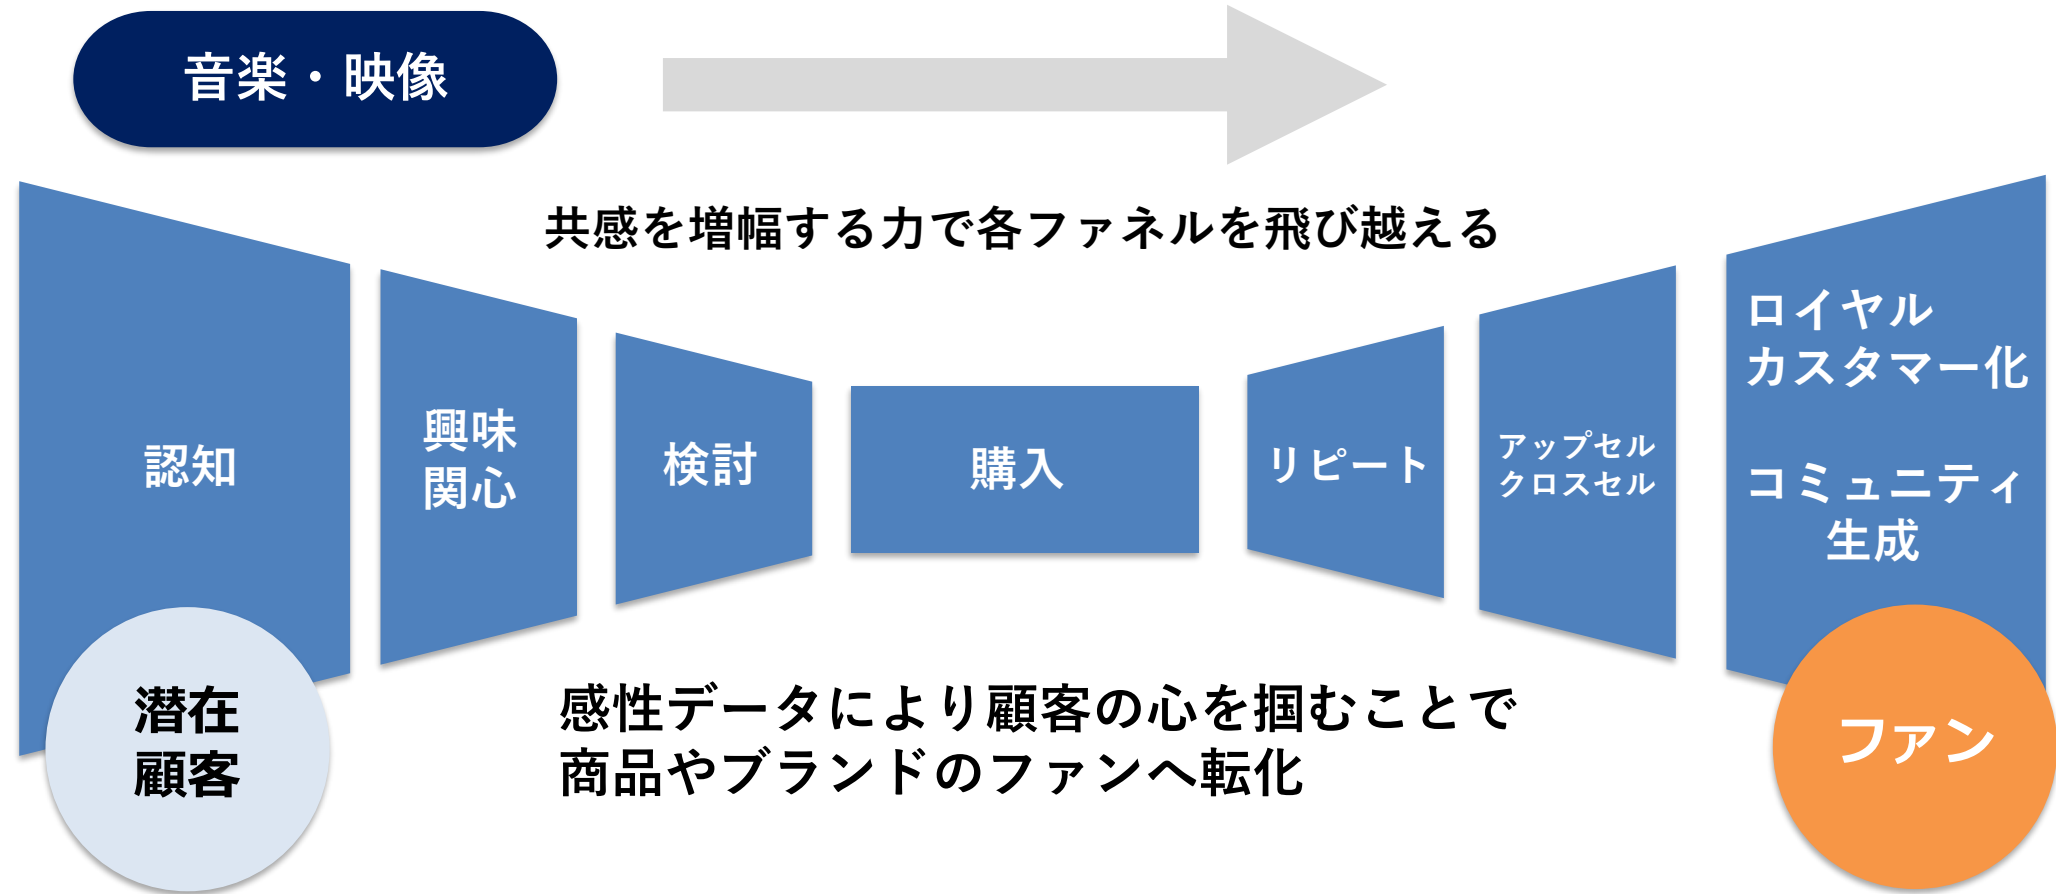 音楽・映像
共感を増幅する力で各ファネルを飛び越える
認知
興味
関心
検討
購入
リピート
アップセル
クロスセル
ロイヤル
カスタマー化
コミュニティ
生成
潜在
顧客
感性データにより顧客の心を掴むことで
商品やブランドのファンへ転化
ファン